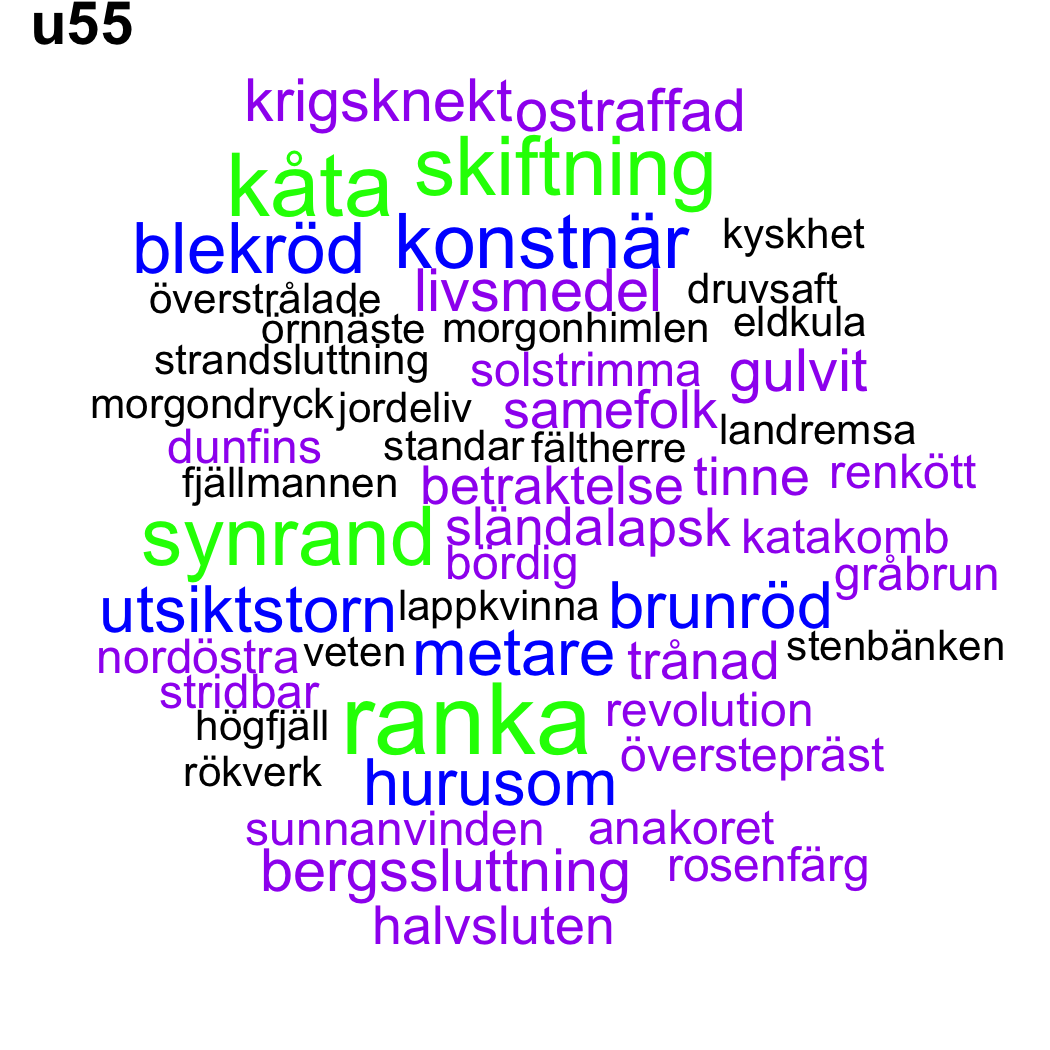 u55
krigsknekt ostraffad
kåta skiftning
blekröd konstnär kyskhet
överstrålade livsmedel druvsaft
örnnäste morgonhimlen eldkula
strandsluttning solstrimma gulvit
morgondryck jordeliv samefolk landremsa
dunfins standar fältherre
fjällmannen betraktelse tinne renkött
synrand slända lapsk katakomb
bördig gråbrun
utsiktstorn lappkvinna brunröd
nordöstra veten metare trånad stenbänken
stridbar
högfjäll ranka revolution
rökverk hurusom överstepräst
sunnanvinden anakoret
bergssluttning rosenfärg
halvsluten